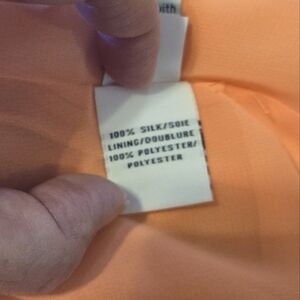 100% SILK/SOIE
LINING/DOUBLURE
100% POLYESTER/
POLYESTER